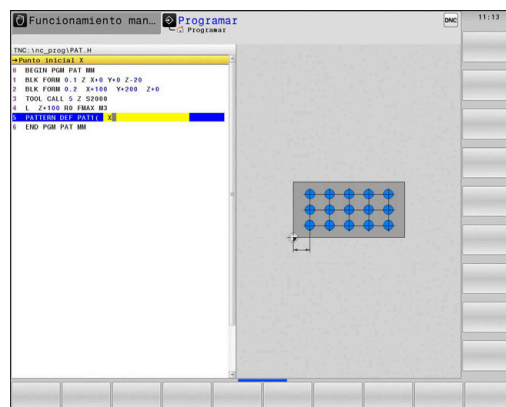 Funcionamiento man…
Programar
Programar
DNC
11:13
TNC:\nc_prog\PAT.H
→Punto inicial X
0 BEGIN PGM PAT MM
1 BLK FORM 0.1 Z X+0 Y+0 Z-20
2 BLK FORM 0.2 X+100 Y+200 Z+0
3 TOOL CALL 5 Z S2000
4 L Z+100 R0 FMAX M3
5 PATTERN DEF PAT1( X
6 END PGM PAT MM